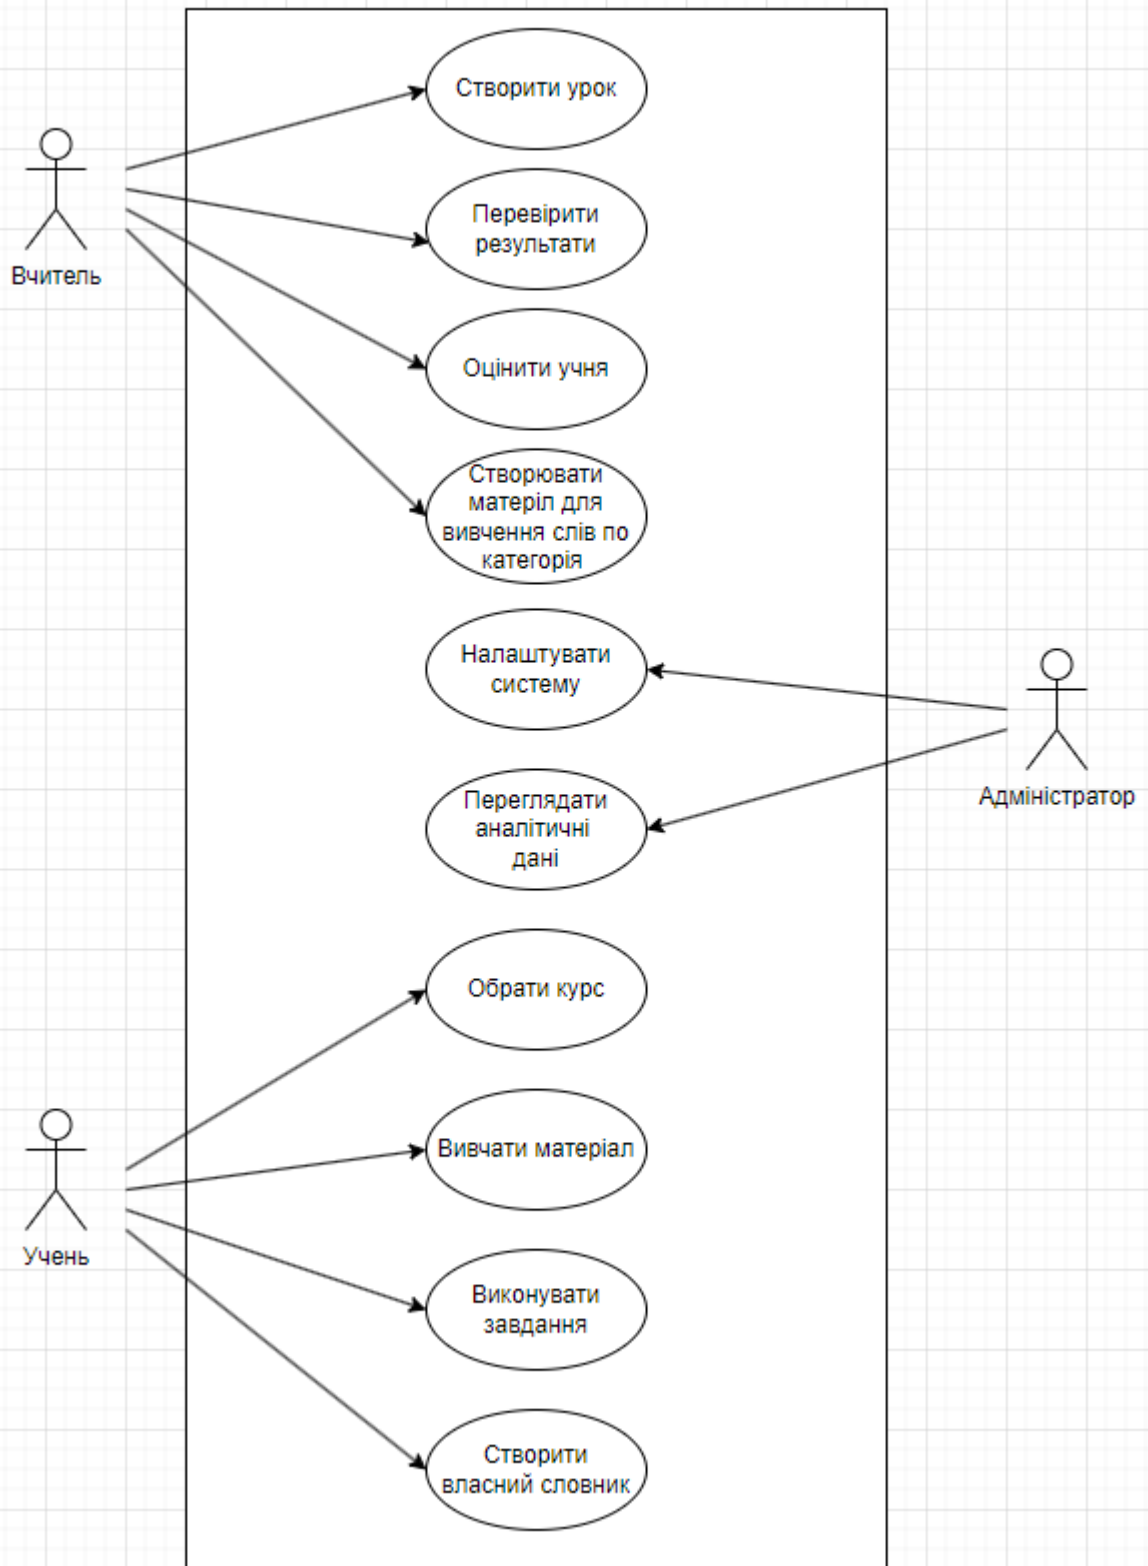 Створити урок
Перевірити
результати
Вчитель
Оцінити учня
Створювати
матеріл для
вивчення слів по
категорія
Налаштувати
систему
Адміністратор
Переглядати
аналітичні
дані
Обрати курс
Вивчати матеріал
Учень
Виконувати
завдання
Створити
власний словник